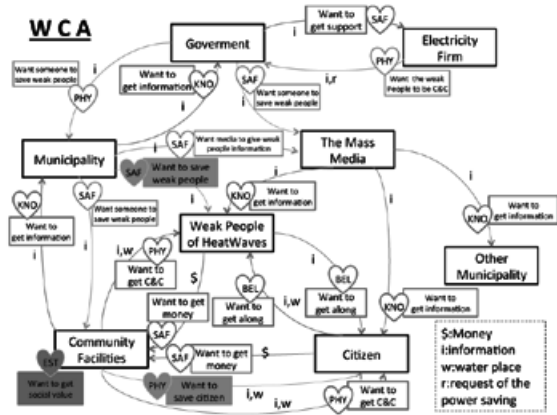 WCA
Goverment
i
Want to
get support
SAF
Electricity
Firm
Want someone to
save weak people
i
PHY
Want to
get information
KNO
i
SAF
Want someone to
save weak people
i
i,r
PHY
Want the weak
People to be C&C
Municipality
i
SAF
Want media to give weak
people information
The Mass
Media
SAF
Want to save
weak people
i
KNO
Want to
get information
i
SAF
Want someone to
save weak people
i
KNO
Want to
get information
i
i
i
KNO
Want to
get information
Weak People
of HeatWaves
i,w
PHY
Want to
get C&C
$
Want to get
money
SAF
BEL
Want to
get along
i,w
i
BEL
Want to
get along
KNO
Want to
get information
Other
Municipality
Community
Facilities
EST
Want to get
social value
SAF
Want to get
money
$
Citizen
PHY
Want to
save citizen
i,w
i,w
PHY
Want to
get C&C
$:Money
i:information
w:water place
r:request of the
power saving